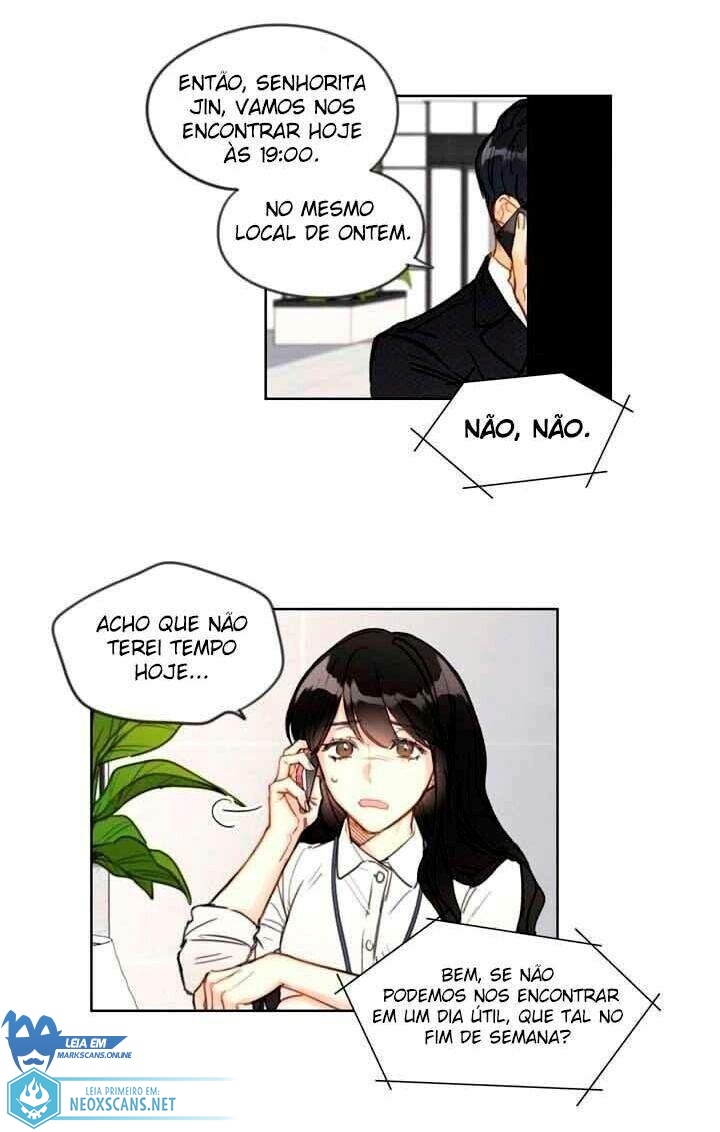 ENTÃO, SENHORITA
JIN, VAMOS NOS
ENCONTRAR HOJE
ÀS 19:00.
NO MESMO
LOCAL DE ONTEM.
NÃO, NÃO.
ACHO QUE NÃO
TEREI TEMPO
HOJE...
BEM, SE NÃO
PODEMOS NOS ENCONTRAR
EM UM DIA ÚTIL, QUE TAL NO
FIM DE SEMANA?
LEIA EM
MARKSCANS.ONLINE
LEIA PRIMEIRO EM:
NEOXSCANS.NET